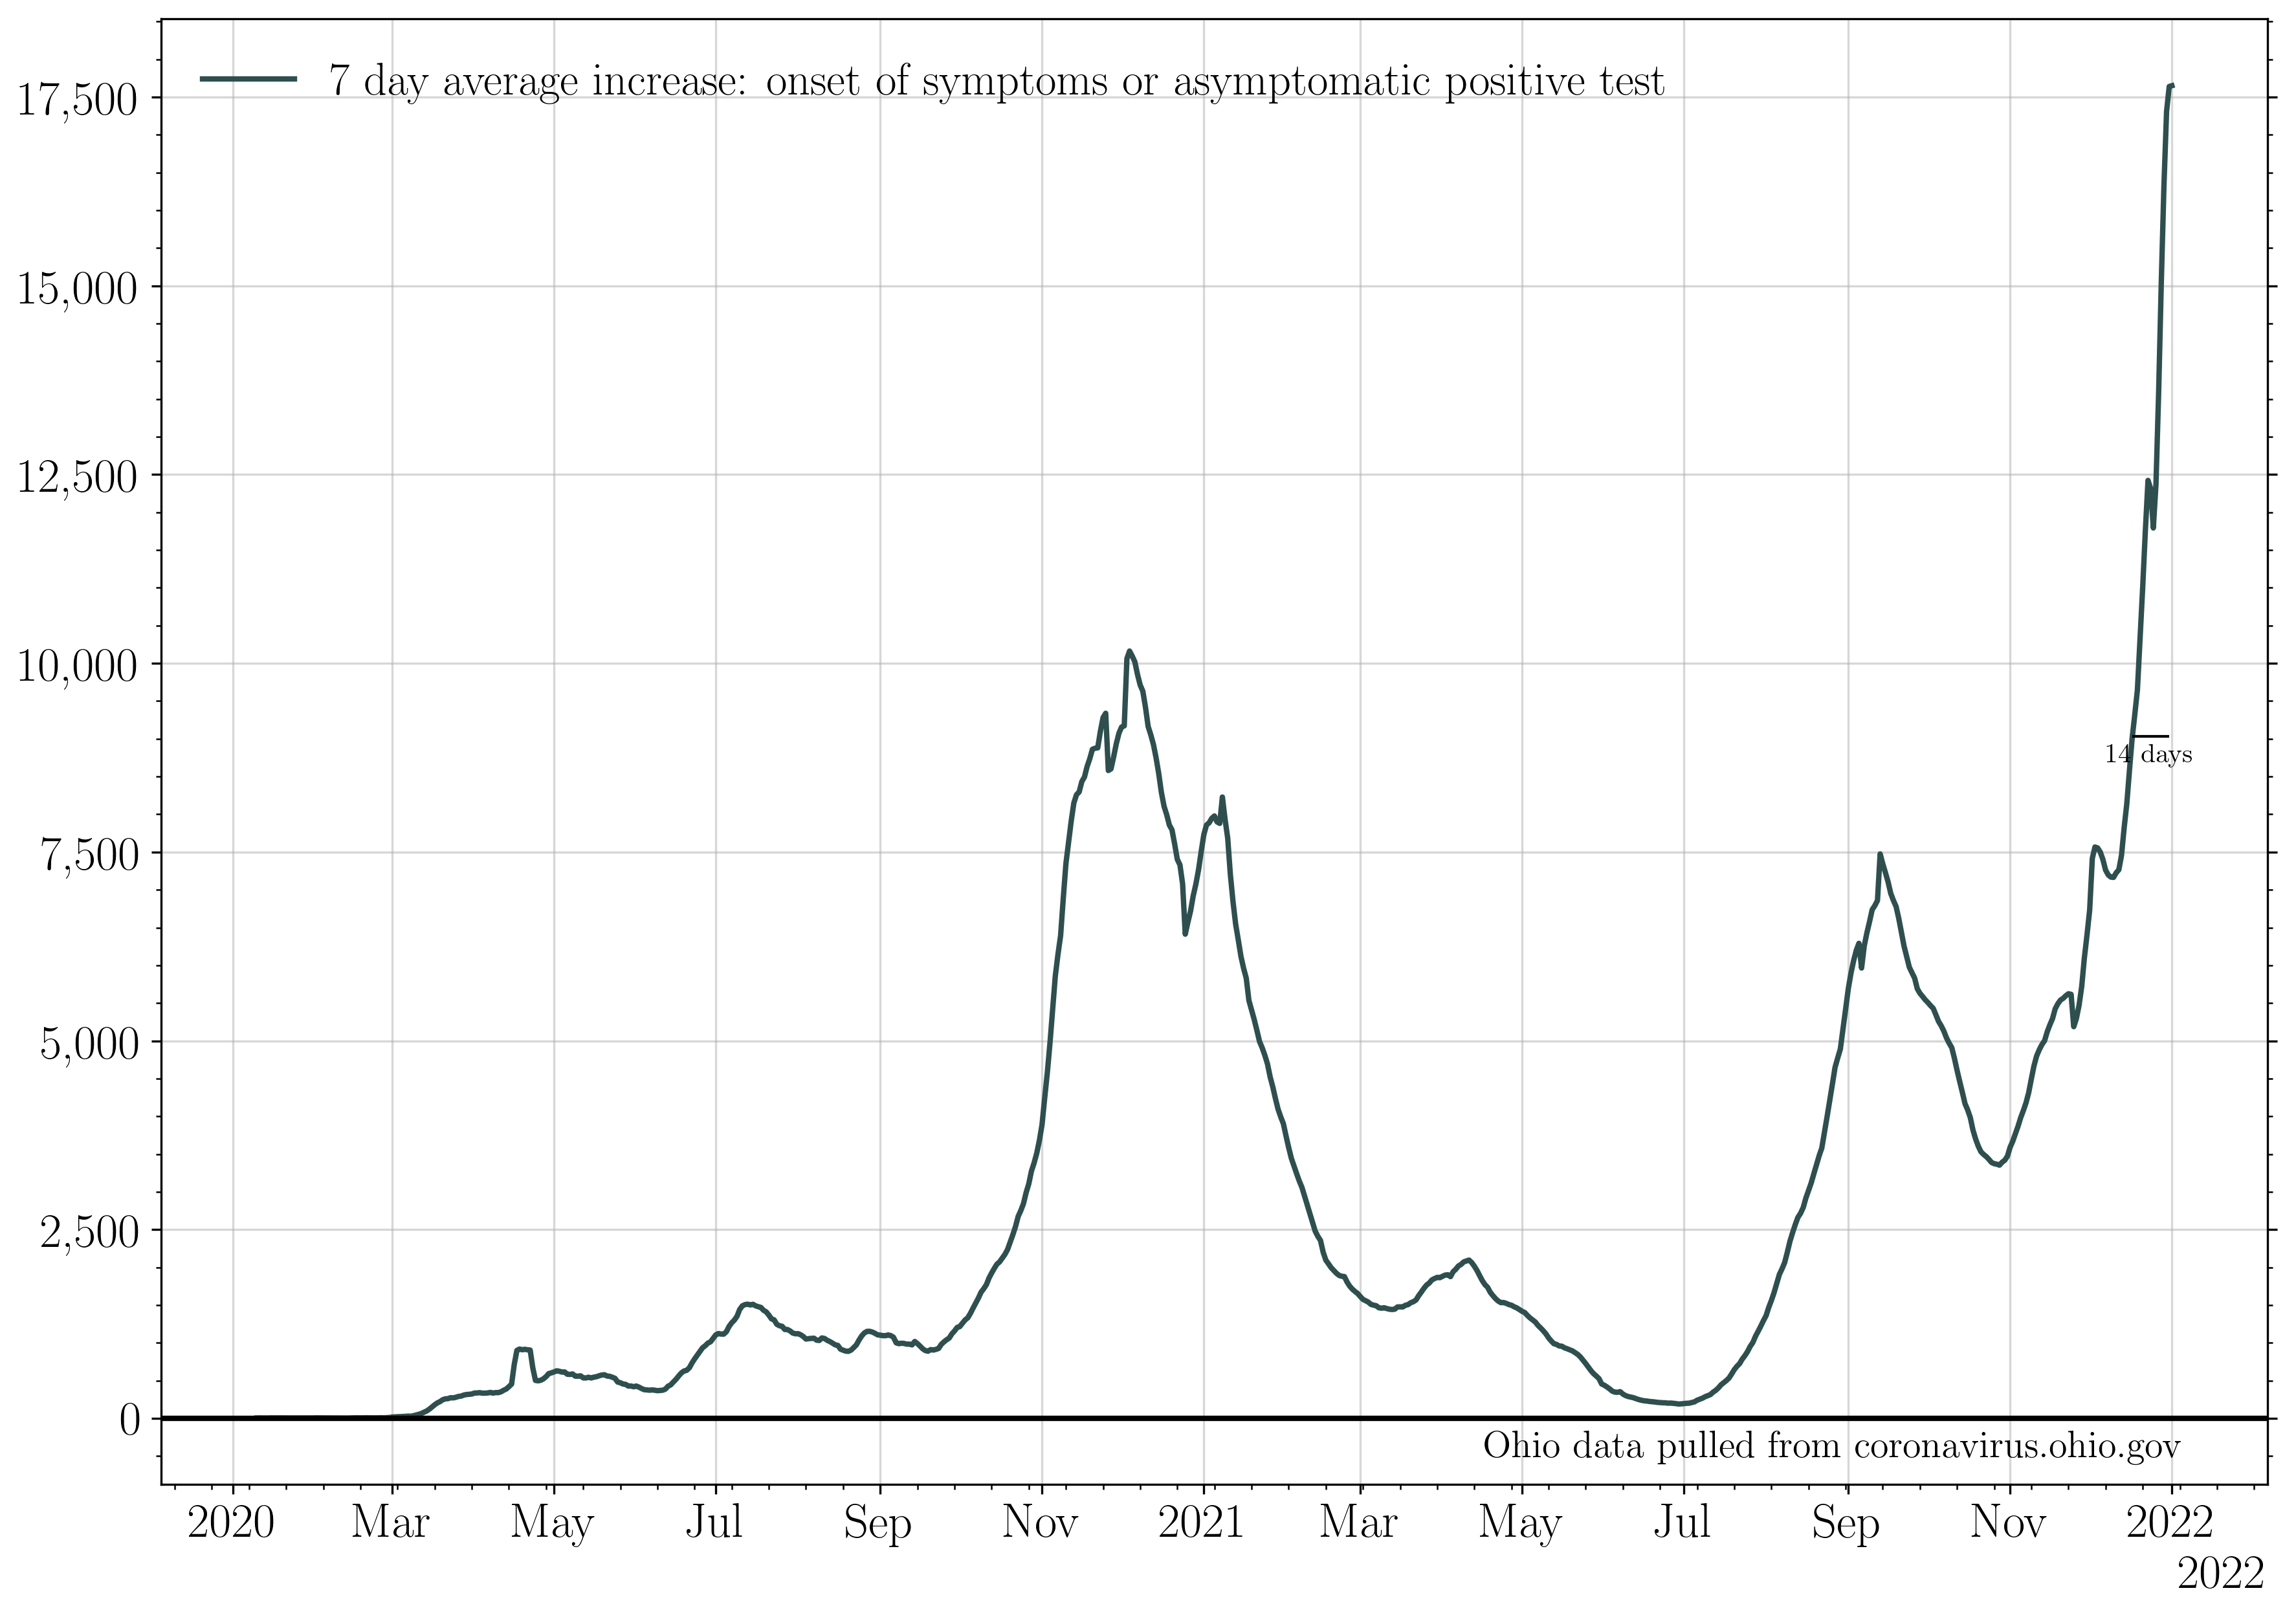 7 day average increase: onset of symptoms or asymptomatic positive test
17,500
15,000
12,500
10,000
7,500
5,000
2,500
0
14 days
Ohio data pulled from coronavirus.ohio.gov
2020 Mar May Jul Sep Nov 2021 Mar May Jul Sep Nov 2022
2022